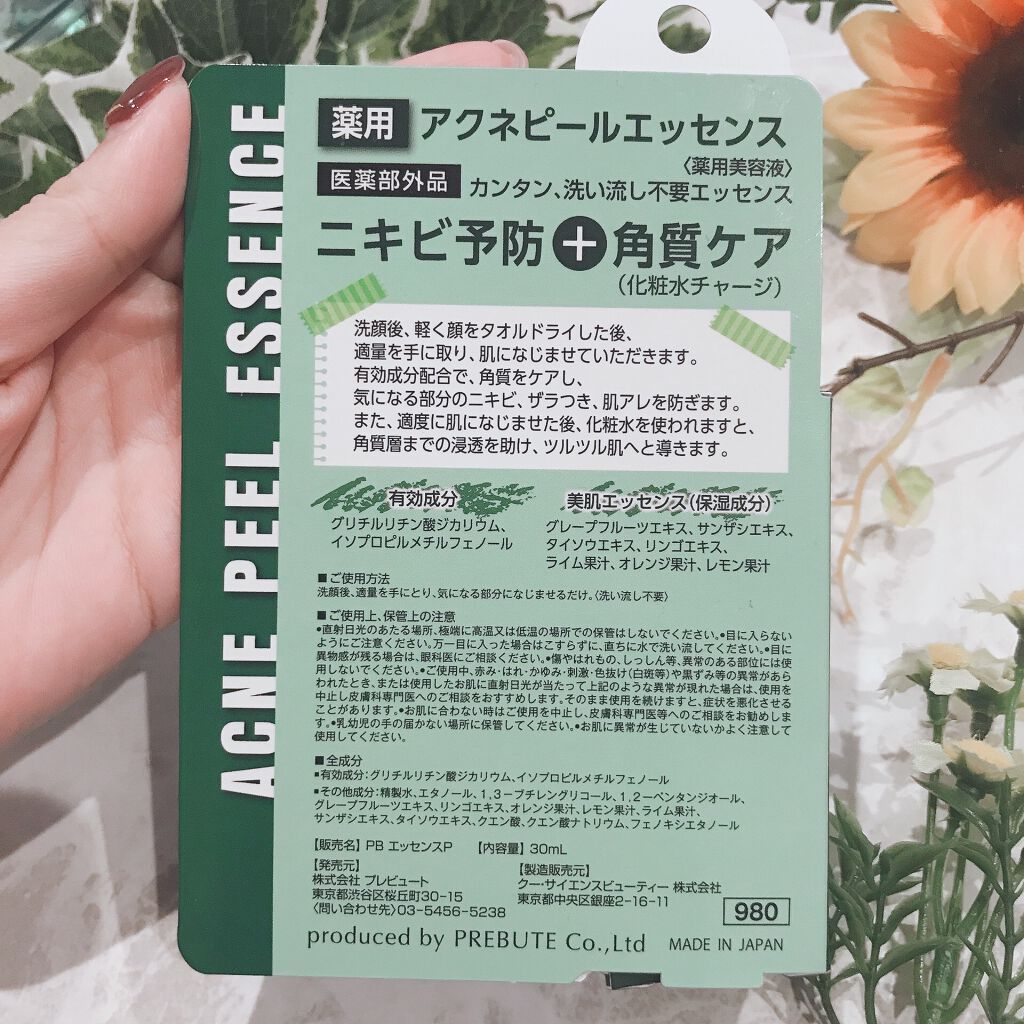 ACNE PEEL ESSENCE
薬用 アクネピールエッセンス
〈薬用美容液〉
医薬部外品 カンタン、洗い流し不要エッセンス
ニキビ予防+角質ケア
(化粧水チャージ)
洗顔後、軽く顔をタオルドライした後、
適量を手に取り、肌になじませていただきます。
有効成分配合で、角質をケアし、
気になる部分のニキビ、ザラつき、肌アレを防ぎます。
また、適度に肌になじませた後、化粧水を使われますと、
角質層までの浸透を助け、ツルツル肌へと導きます。
有効成分
グリチルリチン酸ジカリウム、
イソプロピルメチルフェノール
美肌エッセンス(保湿成分)
グレープフルーツエキス、サンザシエキス、
タイソウエキス、リンゴエキス、
ライム果汁、オレンジ果汁、レモン果汁
■ご使用方法
洗顔後、適量を手にとり、気になる部分になじませるだけ。〈洗い流し不要〉
■ご使用上、保管上の注意
●直射日光のあたる場所、極端に高温又は低温の場所での保管はしないでください。●目に入らない
ようにご注意ください。万一目に入った場合はこすらずに、直ちに水で洗い流してください。●目に
異物感が残る場合は、眼科医にご相談ください。●傷やはれもの、しっしん等、異常のある部位には使
用しないでください。●ご使用中、赤み・はれ・かゆみ・刺激・色抜け(白斑等)や黒ずみ等の異常があら
われたとき、または使用したお肌に直射日光が当たって上記のような異常が現れた場合は、使用を
中止し皮膚科専門医へのご相談をおすすめします。そのまま使用を続けますと、症状を悪化させる
ことがあります。●お肌に合わない時はご使用を中止し、皮膚科専門医等へのご相談をお勧めしま
す。●乳幼児の手の届かない場所に保管してください。●お肌に異常が生じていないかよく注意して
使用してください。
■全成分
■有効成分:グリチルリチン酸ジカリウム、イソプロピルメチルフェノール
■その他成分:精製水、エタノール、1,3-ブチレングリコール、1,2-ペンタンジオール、
グレープフルーツエキス、リンゴエキス、オレンジ果汁、レモン果汁、ライム果汁、
サンザシエキス、タイソウエキス、クエン酸、クエン酸ナトリウム、フェノキシエタノール
【販売名】 PB エッセンスP 【内容量】 30mL
【発売元】
株式会社 プレビュート
東京都渋谷区桜丘町30-15
〈問い合わせ先〉03-5456-5238
【製造販売元】
クー・サイエンスビューティー 株式会社
東京都中央区銀座2-16-11
980
produced by PREBUTE Co.,Ltd MADE IN JAPAN